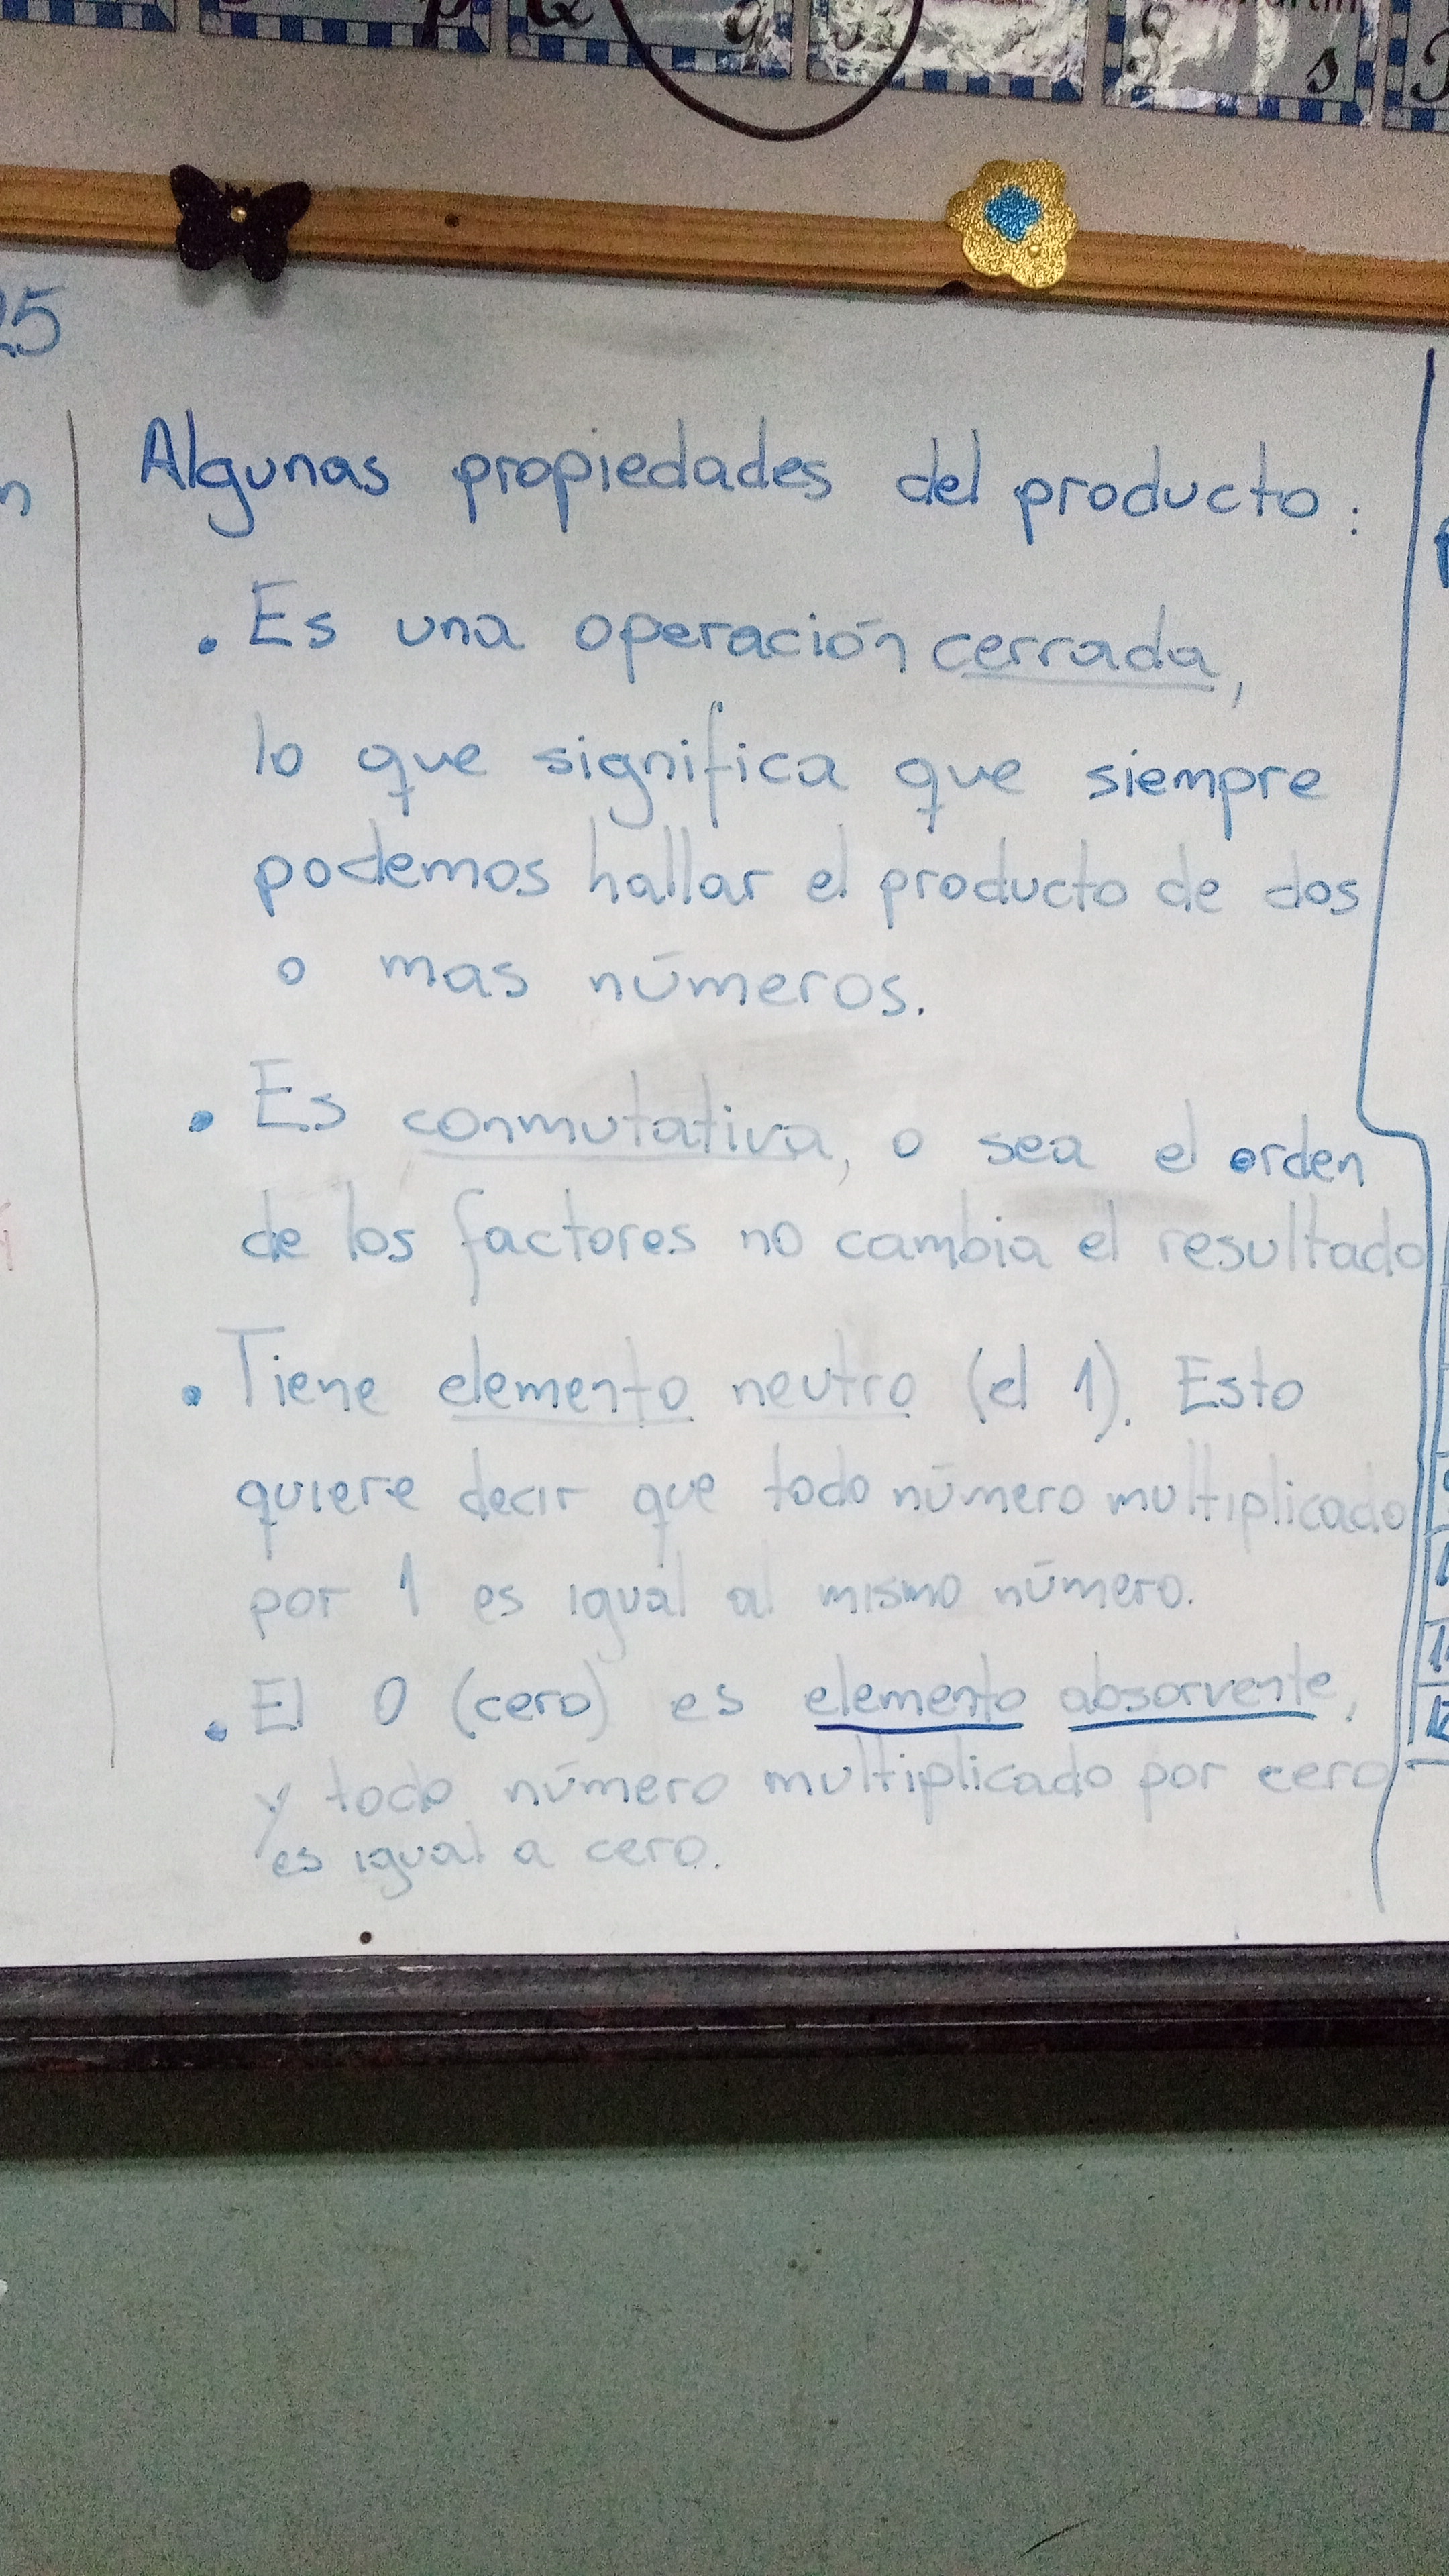 p Q q s
25
n
Algunas propiedades del producto:
• Es una operación cerrada,
lo que significa que siempre
podemos hallar el producto de dos
o mas números.
• Es conmutativa, o sea el orden
de los factores no cambia el resultado
• Tiene elemento neutro (el 1). Esto
quiere decir que todo número multiplicado
por 1 es igual al mismo número.
• El 0 (cero) es elemento absorvente,
y todo número multiplicado por cero
es igual a cero.